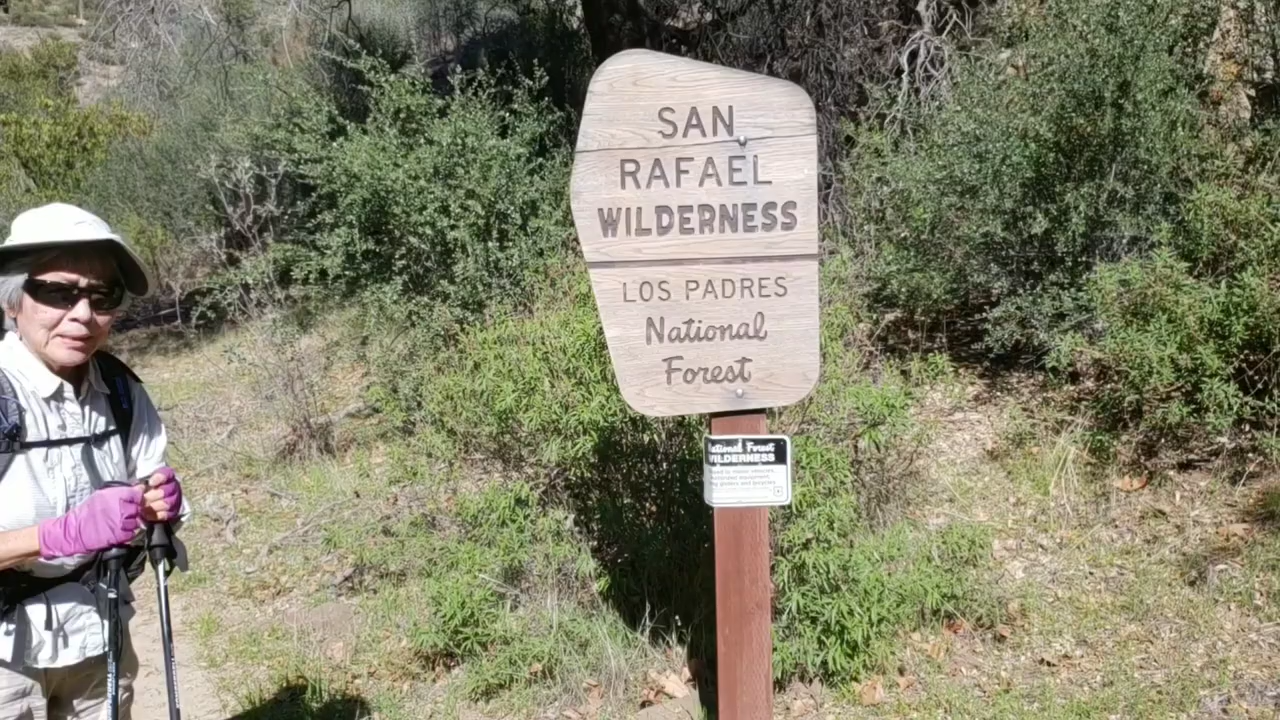 SAN
RAFAEL
WILDERNESS
LOS PADRES
National
Forest
National Forest
WILDERNESS